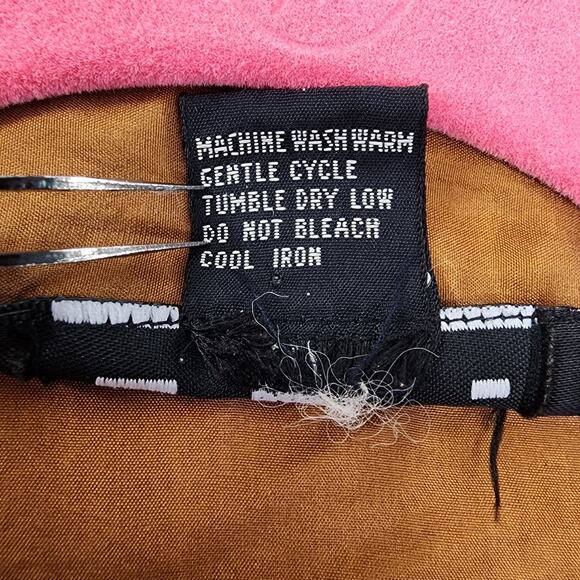 MACHINE WASH WARM
GENTLE CYCLE
TUMBLE DRY LOW
DO NOT BLEACH
COOL IRON